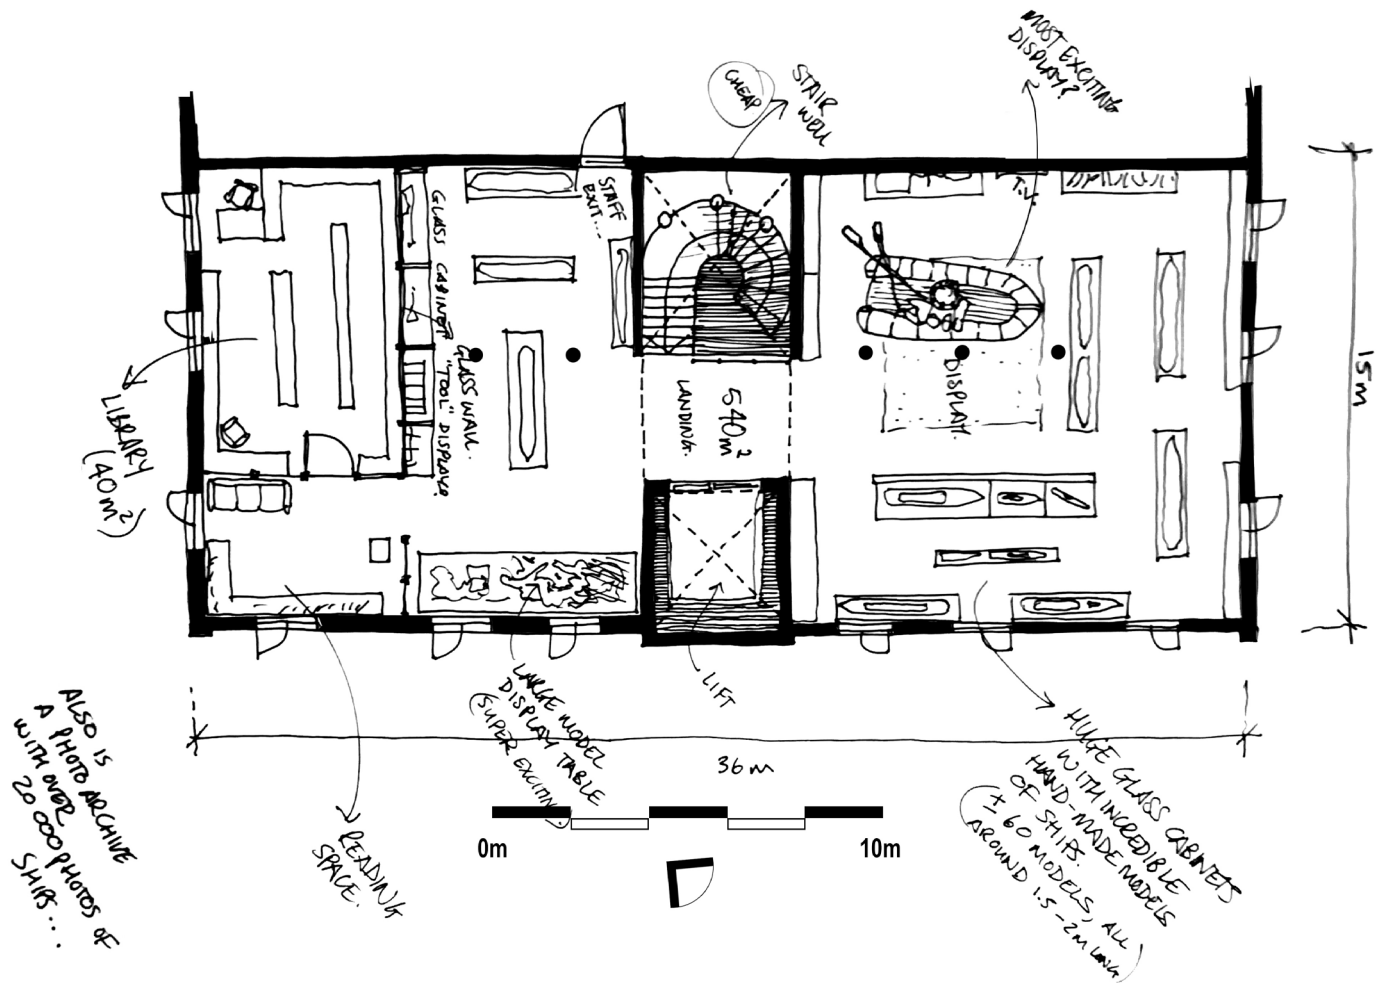 MOST EXCITING
DISPLAY?
CHEAP
STAIR
WELL
STAFF
EXIT...
T.V.
GLASS CABINET "TOOL" DISPLAY?
GLASS WALL.
LANDING.
540m²
DISPLAY.
15m
LIBRARY
(40m²)
LIFT
LARGE MODEL
DISPLAY TABLE
(SUPER EXCITING)
36m
0m
10m
READING
SPACE.
ALSO IS
A PHOTO ARCHIVE
WITH OVER
20 000 PHOTOS OF
SHIPS....
HUGE GLASS CABINETS
WITH INCREDIBLE
HAND-MADE MODELS
OF SHIPS.
(± 60 MODELS, ALL
AROUND 1.5-2M LONG)